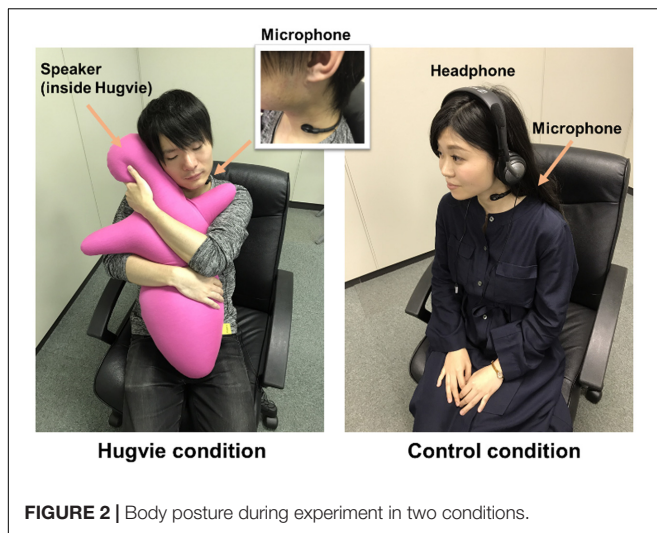 Microphone
Speaker
(inside Hugvie)
Headphone
Microphone
Hugvie condition
Control condition
FIGURE 2 | Body posture during experiment in two conditions.